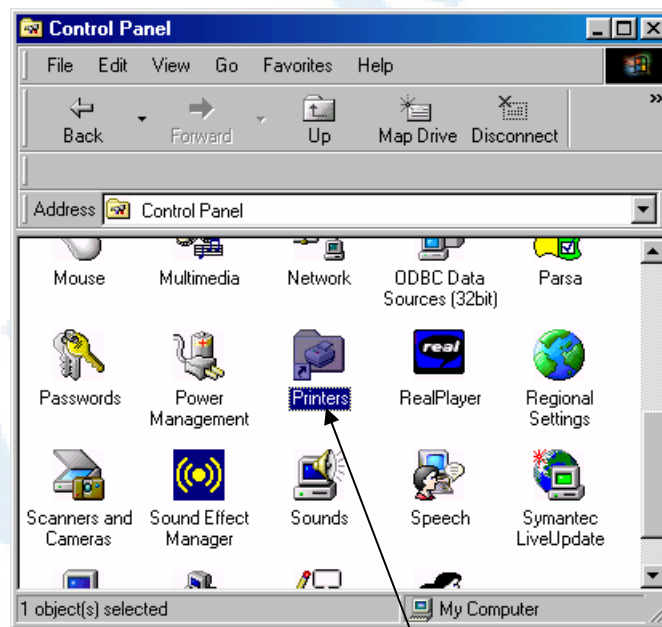 Control Panel
File Edit View Go Favorites Help
Back Forward Up Map Drive Disconnect »
Address Control Panel
Mouse Multimedia Network ODBC Data Sources (32bit) Parsa
Passwords Power Management Printers real RealPlayer Regional Settings
Scanners and Cameras Sound Effect Manager Sounds Speech Symantec LiveUpdate
1 object(s) selected My Computer